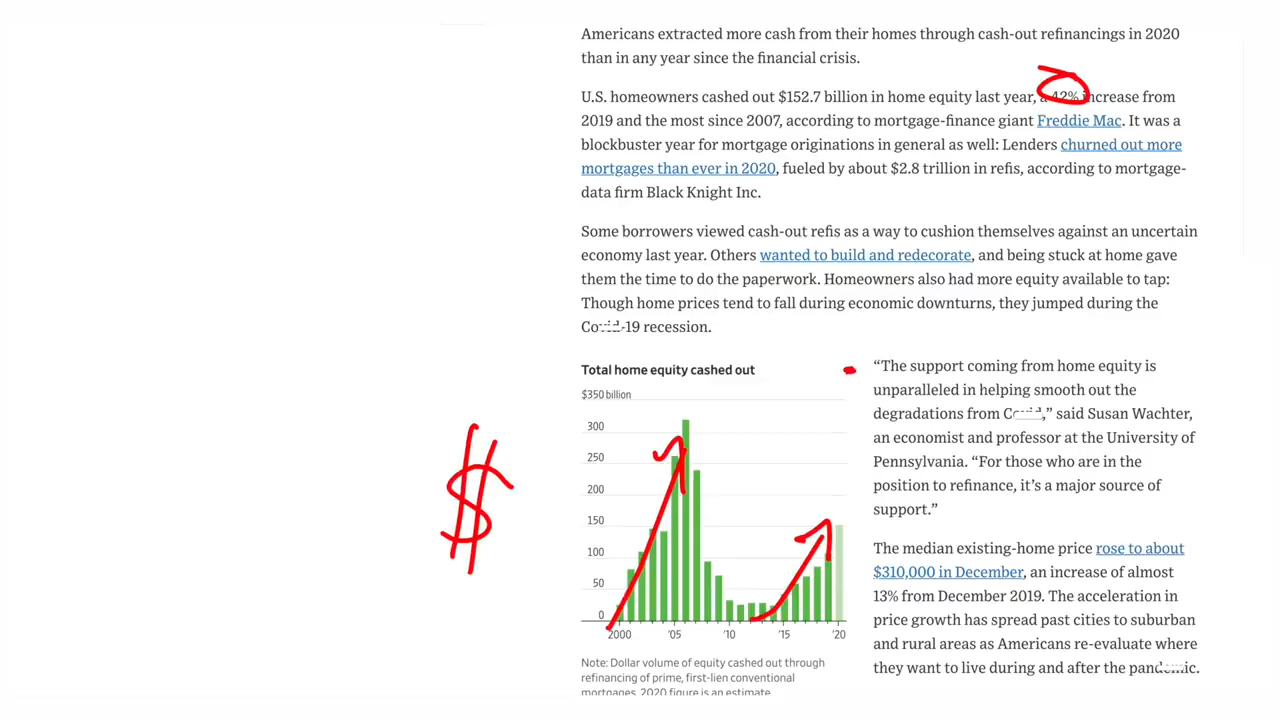 Americans extracted more cash from their homes through cash-out refinancings in 2020
than in any year since the financial crisis.
U.S. homeowners cashed out $152.7 billion in home equity last year, a 42% increase from
2019 and the most since 2007, according to mortgage-finance giant Freddie Mac. It was a
blockbuster year for mortgage originations in general as well: Lenders churned out more
mortgages than ever in 2020, fueled by about $2.8 trillion in refis, according to mortgage-
data firm Black Knight Inc.
Some borrowers viewed cash-out refis as a way to cushion themselves against an uncertain
economy last year. Others wanted to build and redecorate, and being stuck at home gave
them the time to do the paperwork. Homeowners also had more equity available to tap:
Though home prices tend to fall during economic downturns, they jumped during the
Covid-19 recession.
Total home equity cashed out
$350 billion
300
250
200
150
100
50
0
2000 '05 '10 '15 '20
Note: Dollar volume of equity cashed out through
refinancing of prime, first-lien conventional
mortgages. 2020 figure is an estimate
$
“The support coming from home equity is
unparalleled in helping smooth out the
degradations from Covid,” said Susan Wachter,
an economist and professor at the University of
Pennsylvania. “For those who are in the
position to refinance, it’s a major source of
support.”
The median existing-home price rose to about
$310,000 in December, an increase of almost
13% from December 2019. The acceleration in
price growth has spread past cities to suburban
and rural areas as Americans re-evaluate where
they want to live during and after the pandemic.